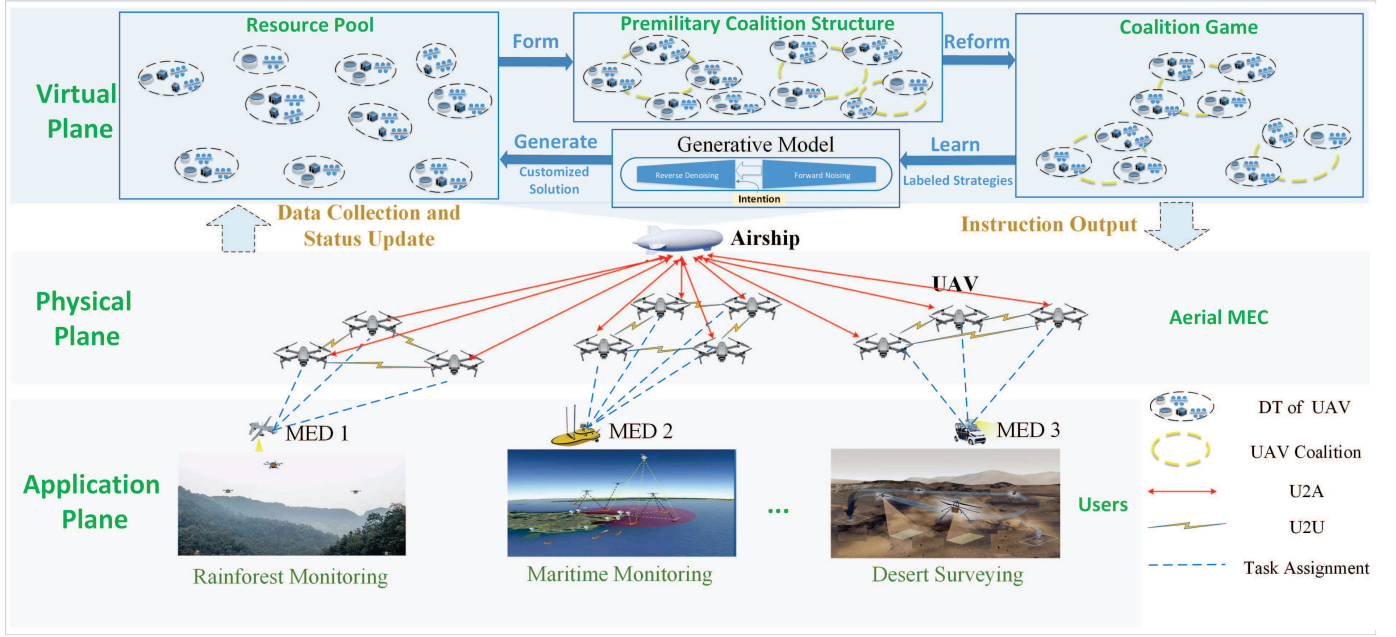 Resource Pool
Form
Premilitary Coalition Structure
Reform
Coalition Game
Virtual
Plane
Generate
Customized
Solution
Generative Model
Reverse Denoising
Forward Noising
Intention
Learn
Labeled Strategies
Data Collection and
Status Update
Airship
Instruction Output
Physical
Plane
UAV
Aerial MEC
MED 1
MED 2
MED 3
Application
Plane
...
Users
Rainforest Monitoring
Maritime Monitoring
Desert Surveying
DT of UAV
UAV Coalition
U2A
U2U
Task Assignment